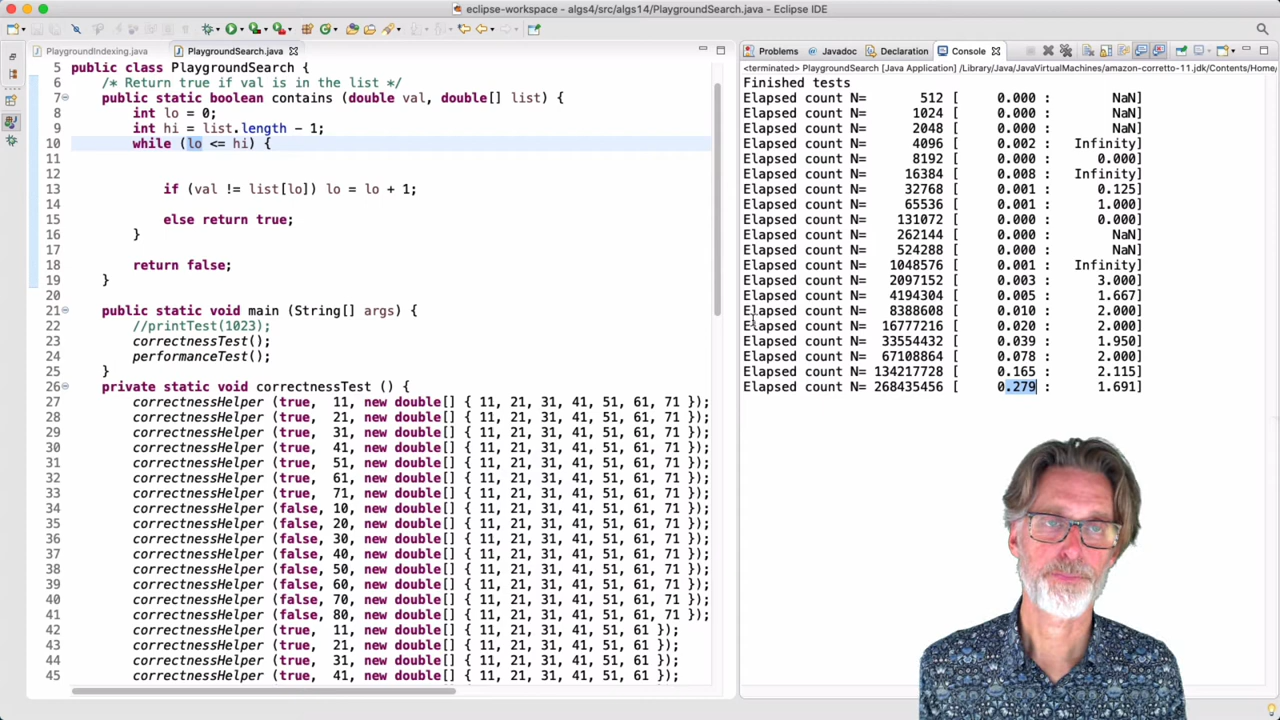 eclipse-workspace - algs4/src/algs14/PlaygroundSearch.java - Eclipse IDE
PlaygroundIndexing.java
PlaygroundSearch.java
5 public class PlaygroundSearch {
6 /* Return true if val is in the list */
7 public static boolean contains (double val, double[] list) {
8 int lo = 0;
9 int hi = list.length - 1;
10 while (lo <= hi) {
11
12
13 if (val != list[lo]) lo = lo + 1;
14
15 else return true;
16 }
17
18 return false;
19 }
20
21 public static void main (String[] args) {
22 //printTest(1023);
23 correctnessTest();
24 performanceTest();
25 }
26 private static void correctnessTest () {
27 correctnessHelper (true, 11, new double[] { 11, 21, 31, 41, 51, 61, 71 });
28 correctnessHelper (true, 21, new double[] { 11, 21, 31, 41, 51, 61, 71 });
29 correctnessHelper (true, 31, new double[] { 11, 21, 31, 41, 51, 61, 71 });
30 correctnessHelper (true, 41, new double[] { 11, 21, 31, 41, 51, 61, 71 });
31 correctnessHelper (true, 51, new double[] { 11, 21, 31, 41, 51, 61, 71 });
32 correctnessHelper (true, 61, new double[] { 11, 21, 31, 41, 51, 61, 71 });
33 correctnessHelper (true, 71, new double[] { 11, 21, 31, 41, 51, 61, 71 });
34 correctnessHelper (false, 10, new double[] { 11, 21, 31, 41, 51, 61, 71 });
35 correctnessHelper (false, 20, new double[] { 11, 21, 31, 41, 51, 61, 71 });
36 correctnessHelper (false, 30, new double[] { 11, 21, 31, 41, 51, 61, 71 });
37 correctnessHelper (false, 40, new double[] { 11, 21, 31, 41, 51, 61, 71 });
38 correctnessHelper (false, 50, new double[] { 11, 21, 31, 41, 51, 61, 71 });
39 correctnessHelper (false, 60, new double[] { 11, 21, 31, 41, 51, 61, 71 });
40 correctnessHelper (false, 70, new double[] { 11, 21, 31, 41, 51, 61, 71 });
41 correctnessHelper (false, 80, new double[] { 11, 21, 31, 41, 51, 61, 71 });
42 correctnessHelper (true, 11, new double[] { 11, 21, 31, 41, 51, 61 });
43 correctnessHelper (true, 21, new double[] { 11, 21, 31, 41, 51, 61 });
44 correctnessHelper (true, 31, new double[] { 11, 21, 31, 41, 51, 61 });
45 correctnessHelper (true, 41, new double[] { 11, 21, 31, 41, 51, 61 });
Problems Javadoc Declaration Console
<terminated> PlaygroundSearch [Java Application] /Library/Java/JavaVirtualMachines/amazon-corretto-11.jdk/Contents/Home/
Finished tests
Elapsed count N= 512 [ 0.000 : NaN]
Elapsed count N= 1024 [ 0.000 : NaN]
Elapsed count N= 2048 [ 0.000 : NaN]
Elapsed count N= 4096 [ 0.002 : Infinity]
Elapsed count N= 8192 [ 0.000 : 0.000]
Elapsed count N= 16384 [ 0.008 : Infinity]
Elapsed count N= 32768 [ 0.001 : 0.125]
Elapsed count N= 65536 [ 0.001 : 1.000]
Elapsed count N= 131072 [ 0.000 : 0.000]
Elapsed count N= 262144 [ 0.000 : NaN]
Elapsed count N= 524288 [ 0.000 : NaN]
Elapsed count N= 1048576 [ 0.001 : Infinity]
Elapsed count N= 2097152 [ 0.003 : 3.000]
Elapsed count N= 4194304 [ 0.005 : 1.667]
Elapsed count N= 8388608 [ 0.010 : 2.000]
Elapsed count N= 16777216 [ 0.020 : 2.000]
Elapsed count N= 33554432 [ 0.039 : 1.950]
Elapsed count N= 67108864 [ 0.078 : 2.000]
Elapsed count N= 134217728 [ 0.165 : 2.115]
Elapsed count N= 268435456 [ 0.279 : 1.691]